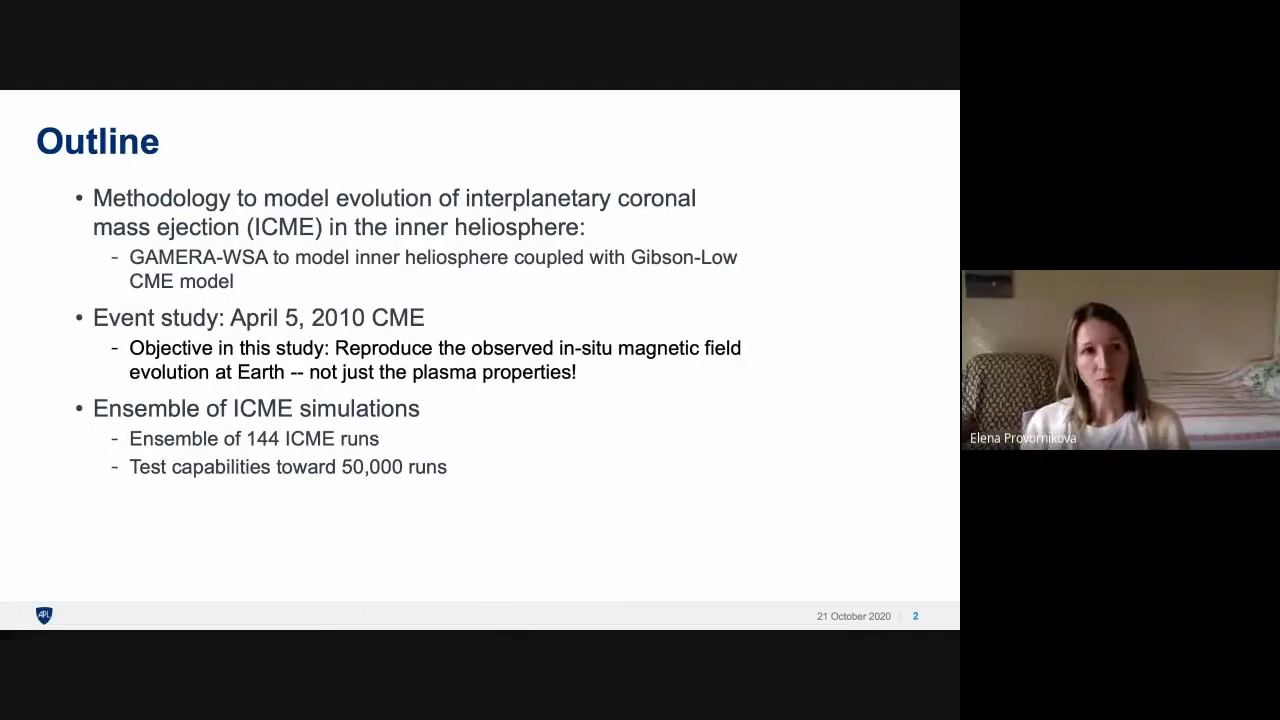 Outline
• Methodology to model evolution of interplanetary coronal
mass ejection (ICME) in the inner heliosphere:
- GAMERA-WSA to model inner heliosphere coupled with Gibson-Low
CME model
• Event study: April 5, 2010 CME
- Objective in this study: Reproduce the observed in-situ magnetic field
evolution at Earth -- not just the plasma properties!
• Ensemble of ICME simulations
- Ensemble of 144 ICME runs
- Test capabilities toward 50,000 runs
Elena Provornikova
APL
21 October 2020 | 2